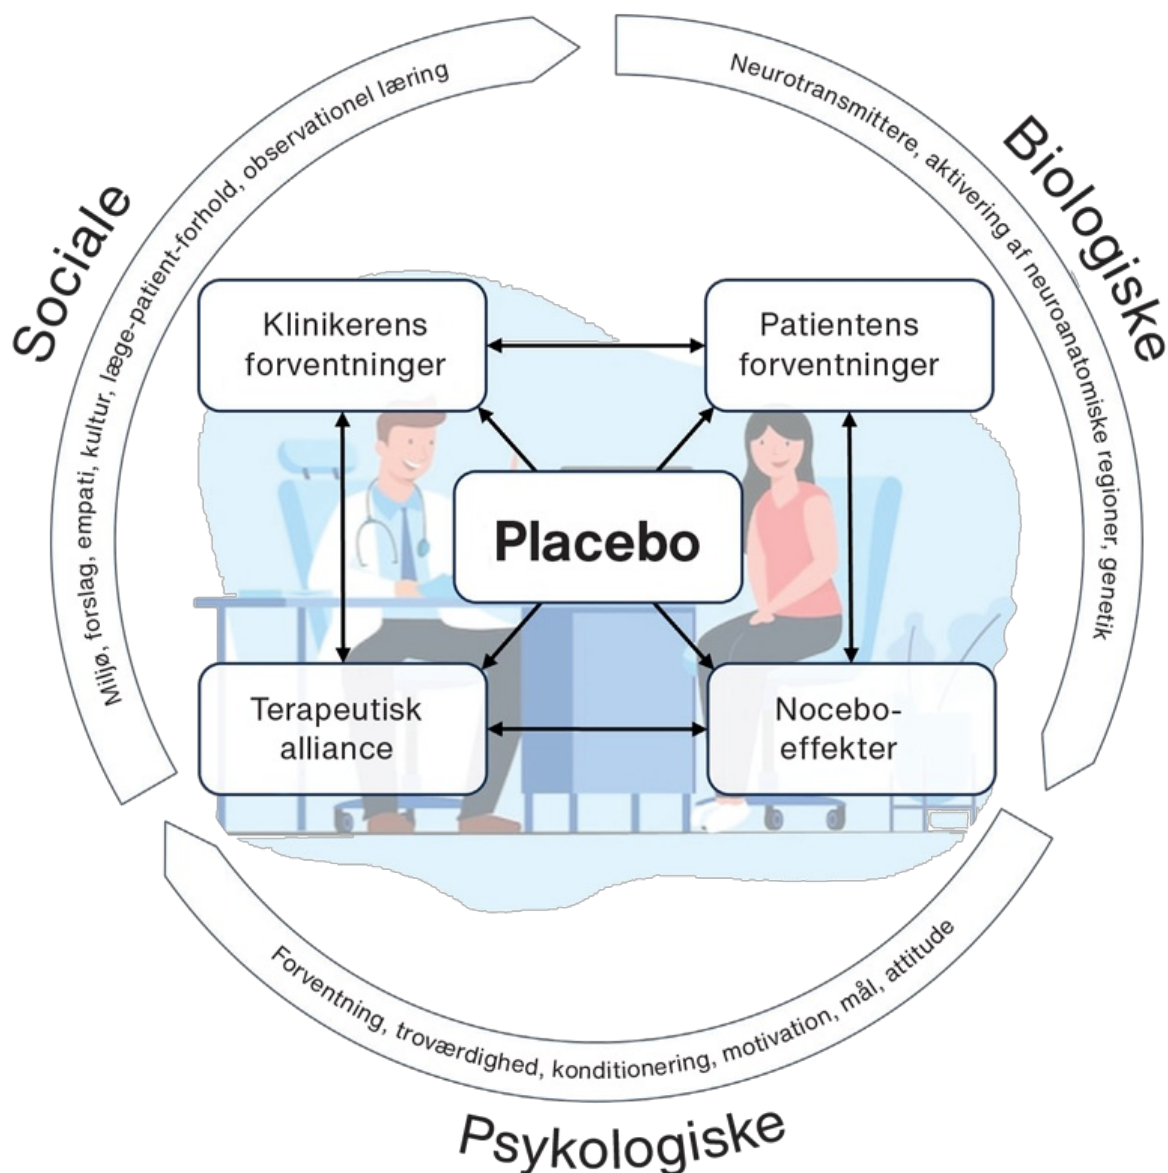 Sociale
Miljø, forslag, empati, kultur, læge-patient-forhold, observationel læring
Neurotransmittere, aktivering af neuroanatomiske regioner, genetik
Biologiske
Klinikerens
forventninger
Patientens
forventninger
Placebo
Terapeutisk
alliance
Nocebo-
effekter
Forventning, troværdighed, konditionering, motivation, mål, attitude
Psykologiske